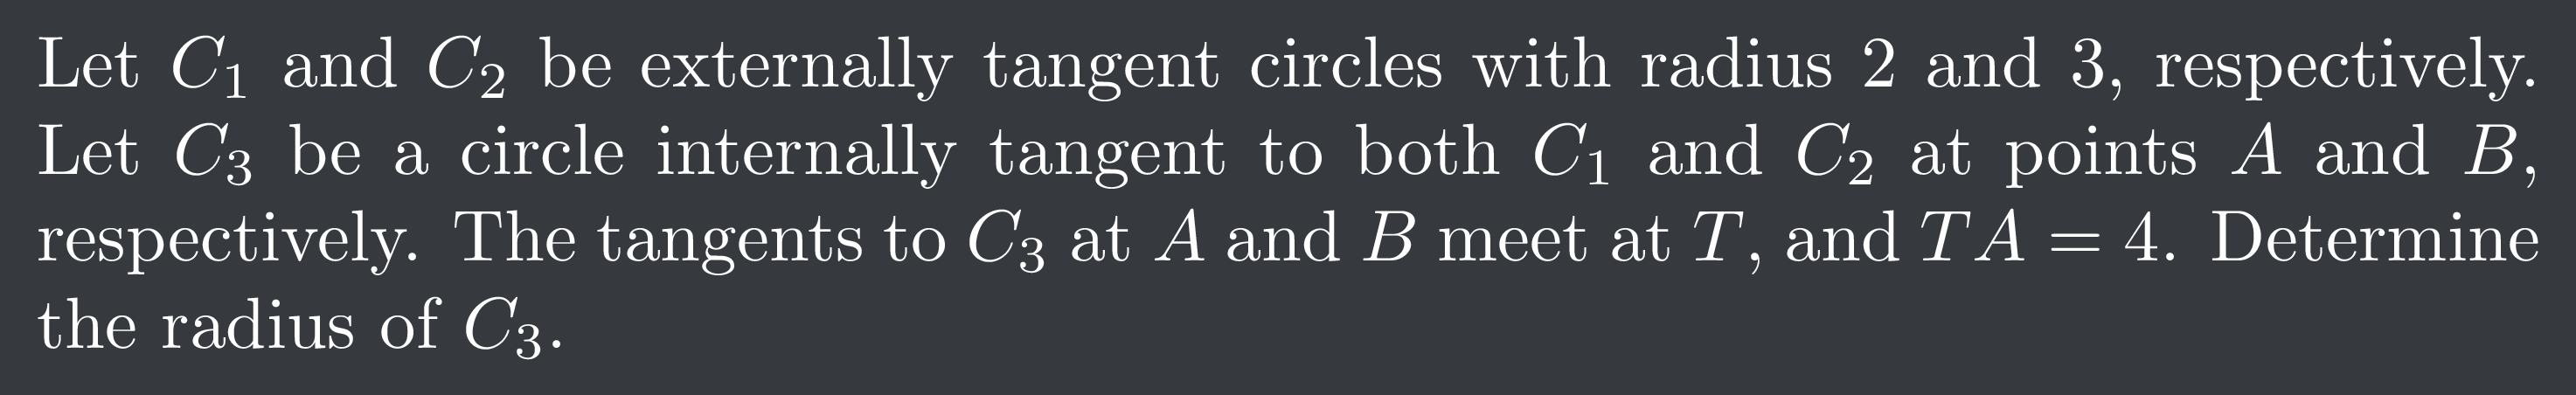 Let C₁ and C₂ be externally tangent circles with radius 2 and 3, respectively.
Let C₃ be a circle internally tangent to both C₁ and C₂ at points A and B,
respectively. The tangents to C₃ at A and B meet at T, and TA = 4. Determine
the radius of C₃.